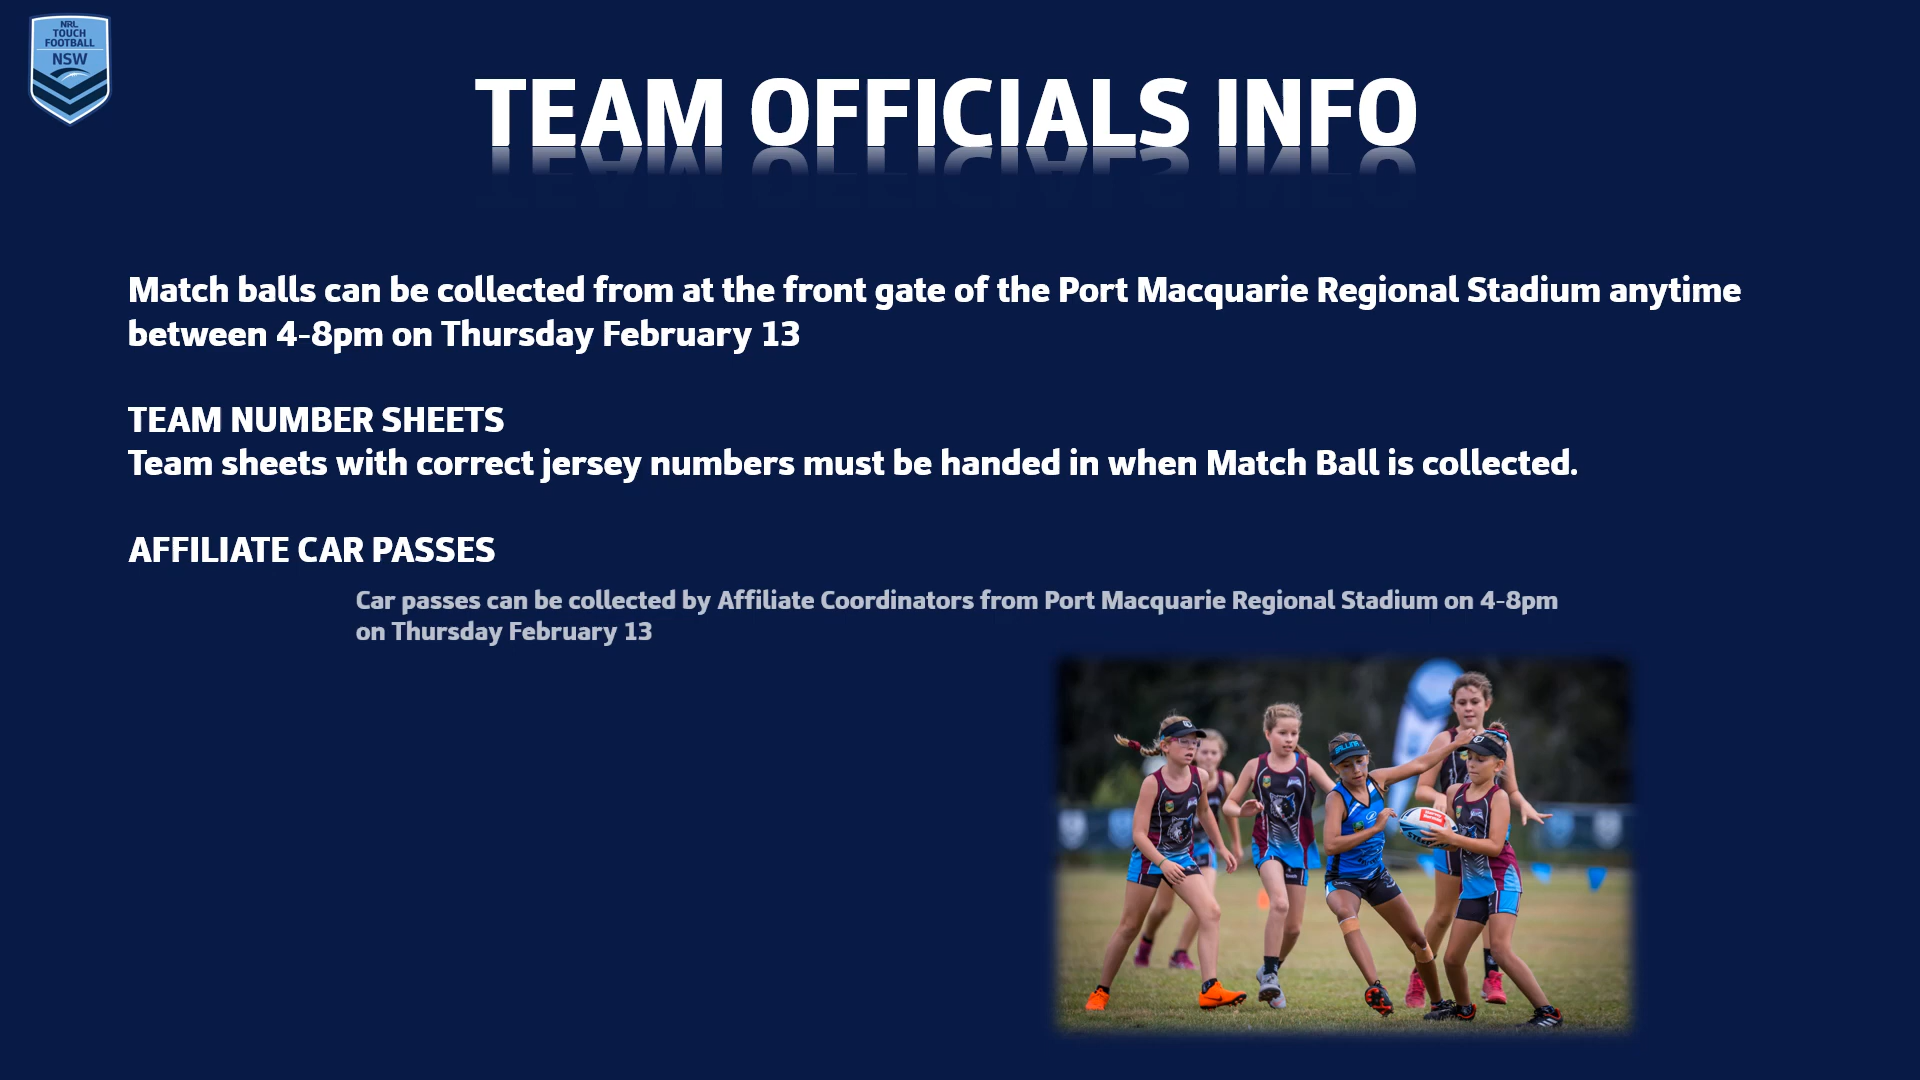 NRL
TOUCH
FOOTBALL
NSW
TEAM OFFICIALS INFO
Match balls can be collected from at the front gate of the Port Macquarie Regional Stadium anytime
between 4-8pm on Thursday February 13
TEAM NUMBER SHEETS
Team sheets with correct jersey numbers must be handed in when Match Ball is collected.
AFFILIATE CAR PASSES
Car passes can be collected by Affiliate Coordinators from Port Macquarie Regional Stadium on 4-8pm
on Thursday February 13
BALLINA